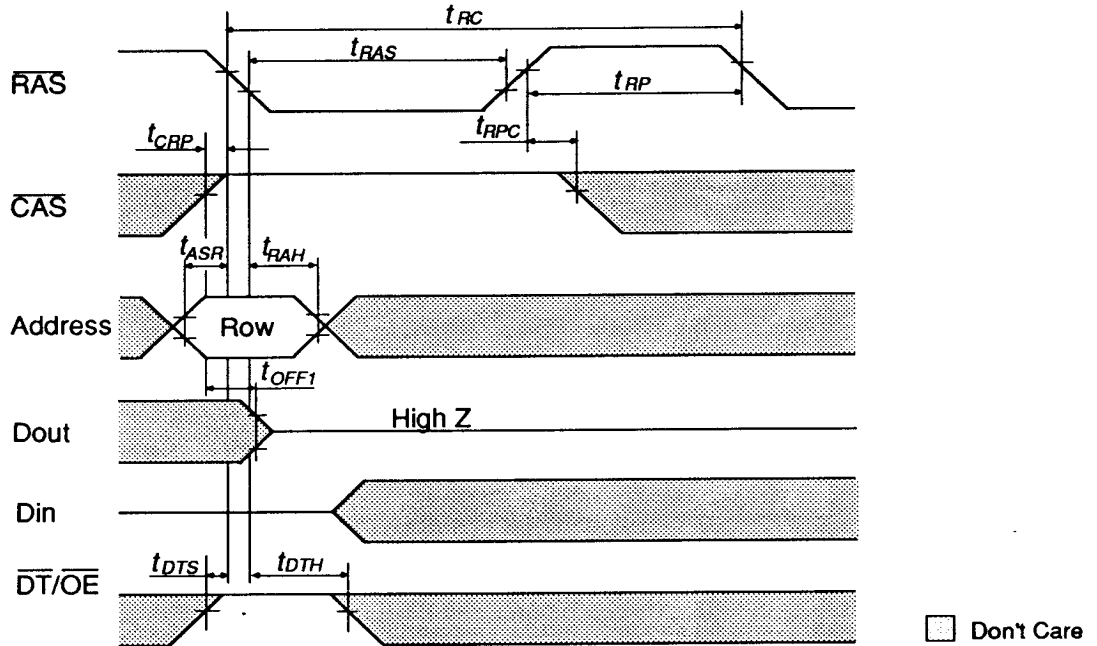 tRC
tRAS
RAS
tRP
tCRP
tRPC
CAS
tASR
tRAH
Address
Row
tOFF1
Dout
High Z
Din
tDTS
tDTH
DT/OE
Don't Care